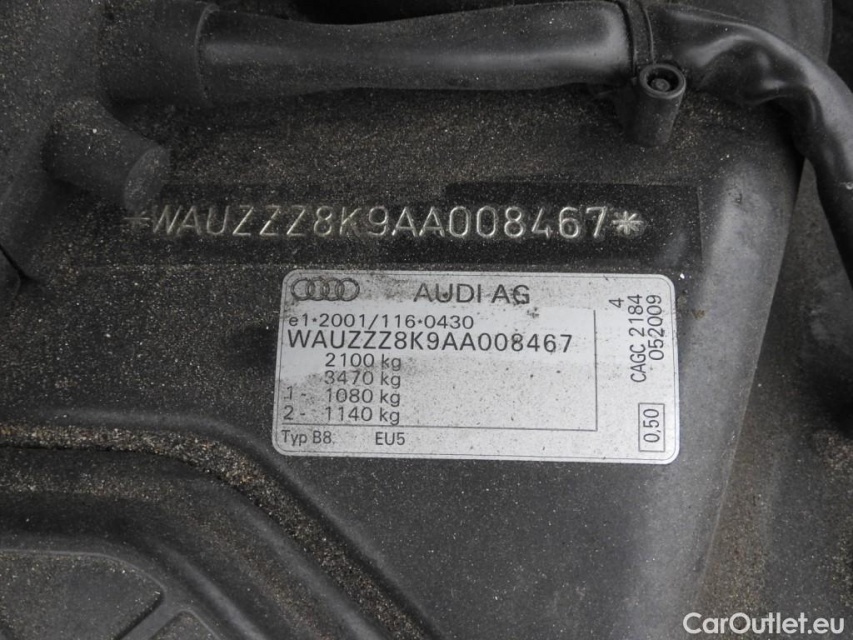 *WAUZZZ8K9AA008467*
AUDI AG
e1*2001/116*0430
WAUZZZ8K9AA008467
2100 kg
3470 kg
1- 1080 kg
2- 1140 kg
Typ B8. EU5
4
CAGC 2184
052009
0,50
CarOutlet.eu